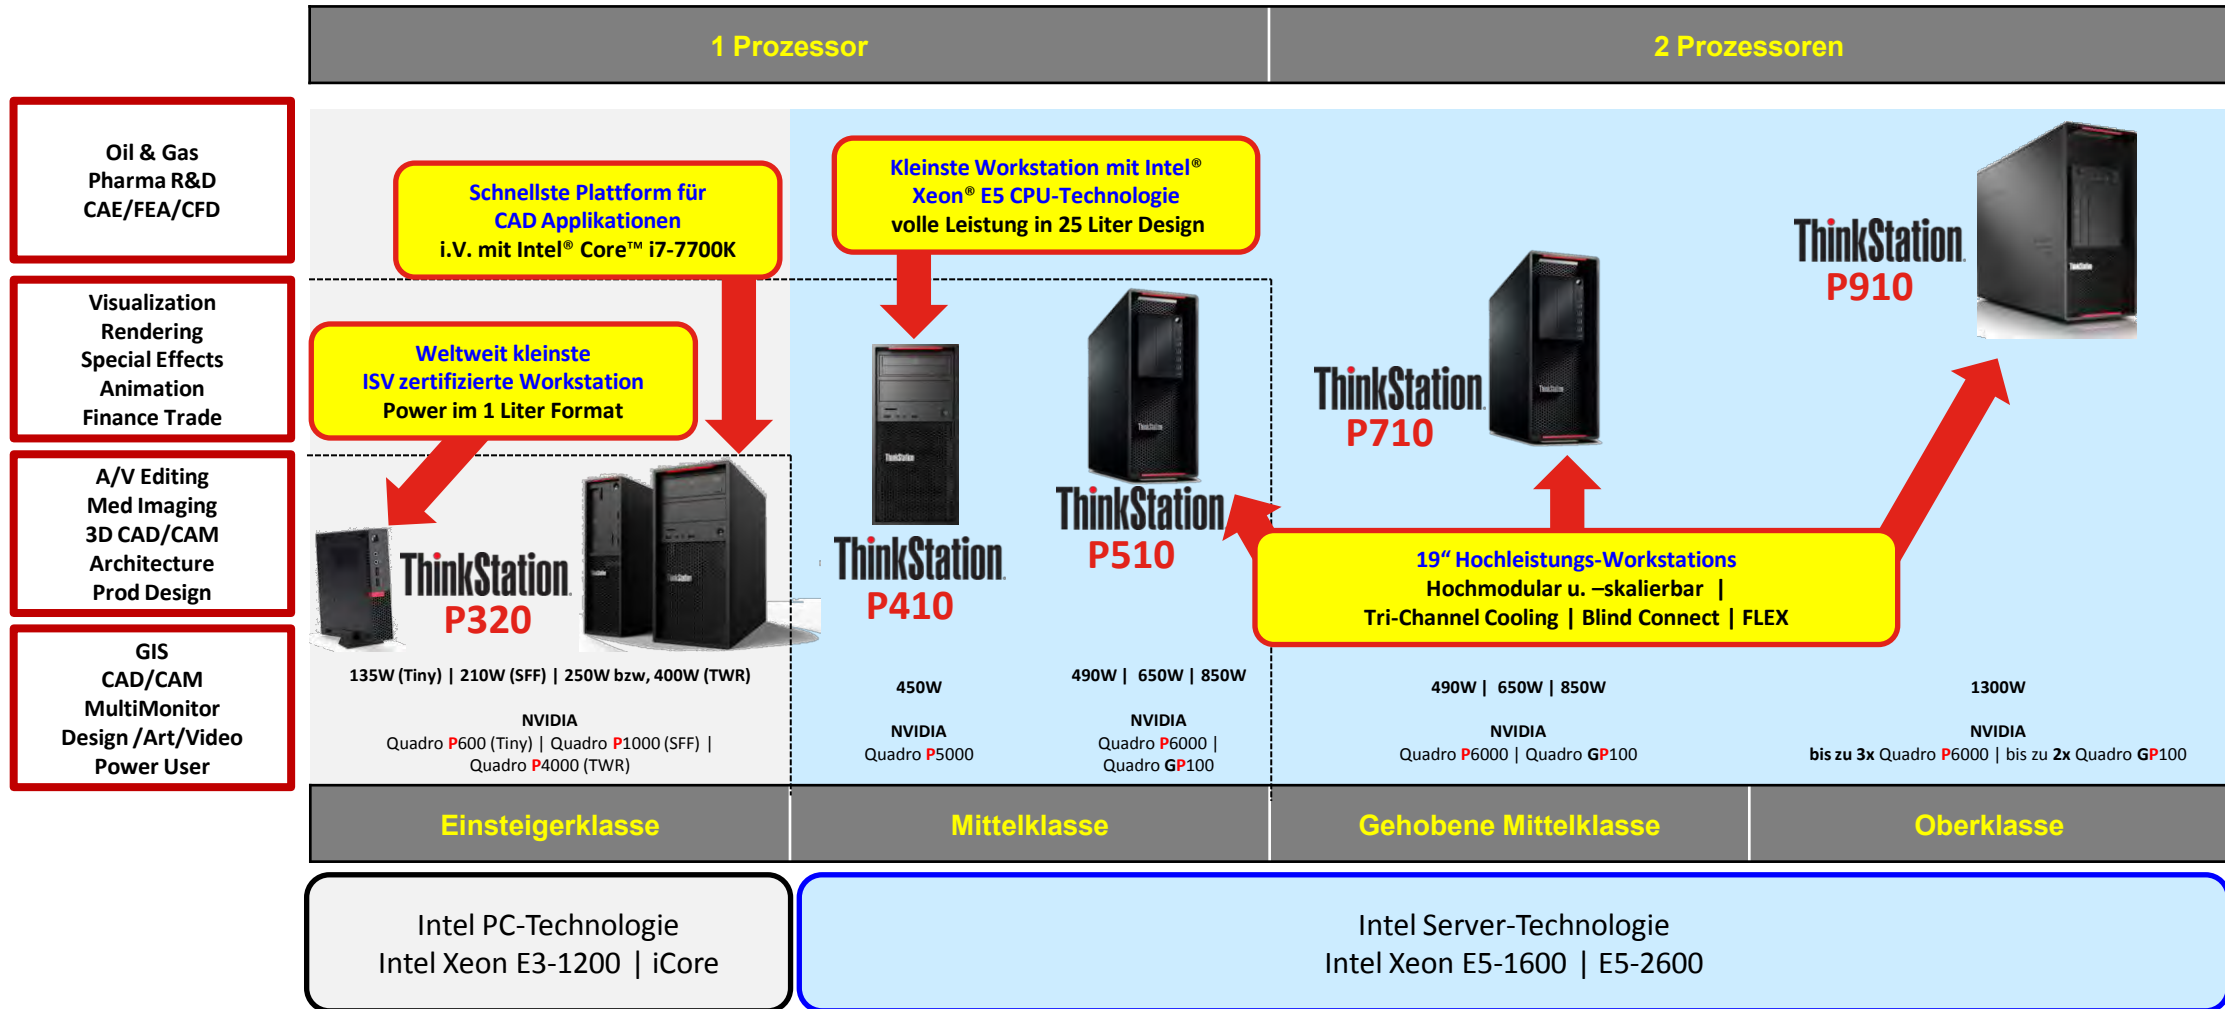 1 Prozessor
2 Prozessoren
Oil & Gas
Pharma R&D
CAE/FEA/CFD
Visualization
Rendering
Special Effects
Animation
Finance Trade
A/V Editing
Med Imaging
3D CAD/CAM
Architecture
Prod Design
GIS
CAD/CAM
MultiMonitor
Design /Art/Video
Power User
Schnellste Plattform für
CAD Applikationen
i.V. mit Intel® Core™ i7-7700K
Kleinste Workstation mit Intel®
Xeon® E5 CPU-Technologie
volle Leistung in 25 Liter Design
Weltweit kleinste
ISV zertifizierte Workstation
Power im 1 Liter Format
19“ Hochleistungs-Workstations
Hochmodular u. –skalierbar |
Tri-Channel Cooling | Blind Connect | FLEX
ThinkStation
P320
ThinkStation
P410
ThinkStation
P510
ThinkStation
P710
ThinkStation
P910
135W (Tiny) | 210W (SFF) | 250W bzw, 400W (TWR)
NVIDIA
Quadro P600 (Tiny) | Quadro P1000 (SFF) |
Quadro P4000 (TWR)
450W
NVIDIA
Quadro P5000
490W | 650W | 850W
NVIDIA
Quadro P6000 |
Quadro GP100
490W | 650W | 850W
NVIDIA
Quadro P6000 | Quadro GP100
1300W
NVIDIA
bis zu 3x Quadro P6000 | bis zu 2x Quadro GP100
Einsteigerklasse
Mittelklasse
Gehobene Mittelklasse
Oberklasse
Intel PC-Technologie
Intel Xeon E3-1200 | iCore
Intel Server-Technologie
Intel Xeon E5-1600 | E5-2600